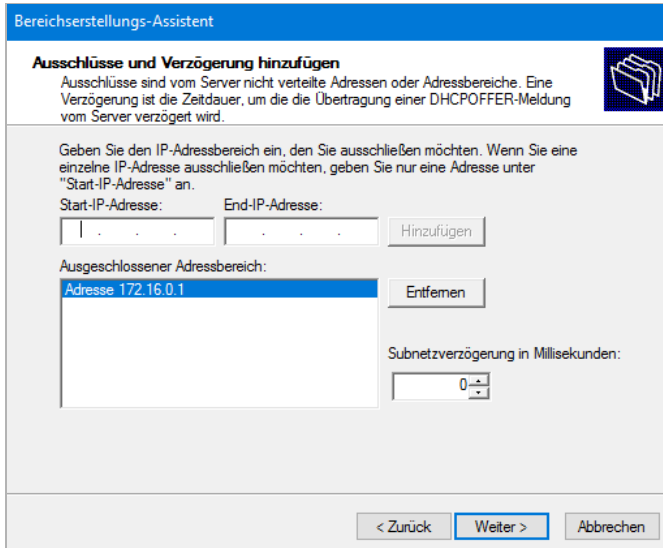 Bereichserstellungs-Assistent
Ausschlüsse und Verzögerung hinzufügen
Ausschlüsse sind vom Server nicht verteilte Adressen oder Adressbereiche. Eine
Verzögerung ist die Zeitdauer, um die die Übertragung einer DHCPOFFER-Meldung
vom Server verzögert wird.
Geben Sie den IP-Adressbereich ein, den Sie ausschließen möchten. Wenn Sie eine
einzelne IP-Adresse ausschließen möchten, geben Sie nur eine Adresse unter
"Start-IP-Adresse" an.
Start-IP-Adresse: End-IP-Adresse:
. . . . . . Hinzufügen
Ausgeschlossener Adressbereich:
Adresse 172.16.0.1 Entfernen
Subnetzverzögerung in Millisekunden:
0
< Zurück Weiter > Abbrechen